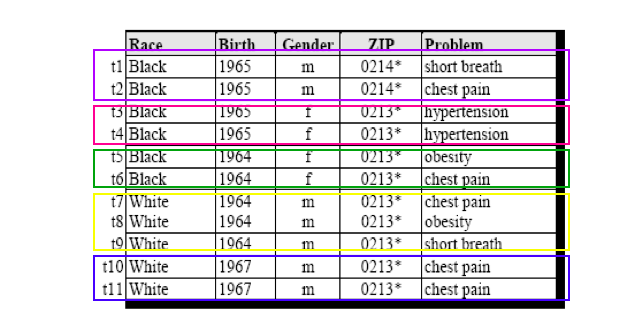 Race Birth Gender ZIP Problem
t1 Black 1965 m 0214* short breath
t2 Black 1965 m 0214* chest pain
t3 Black 1965 f 0213* hypertension
t4 Black 1965 f 0213* hypertension
t5 Black 1964 f 0213* obesity
t6 Black 1964 f 0213* chest pain
t7 White 1964 m 0213* chest pain
t8 White 1964 m 0213* obesity
t9 White 1964 m 0213* short breath
t10 White 1967 m 0213* chest pain
t11 White 1967 m 0213* chest pain